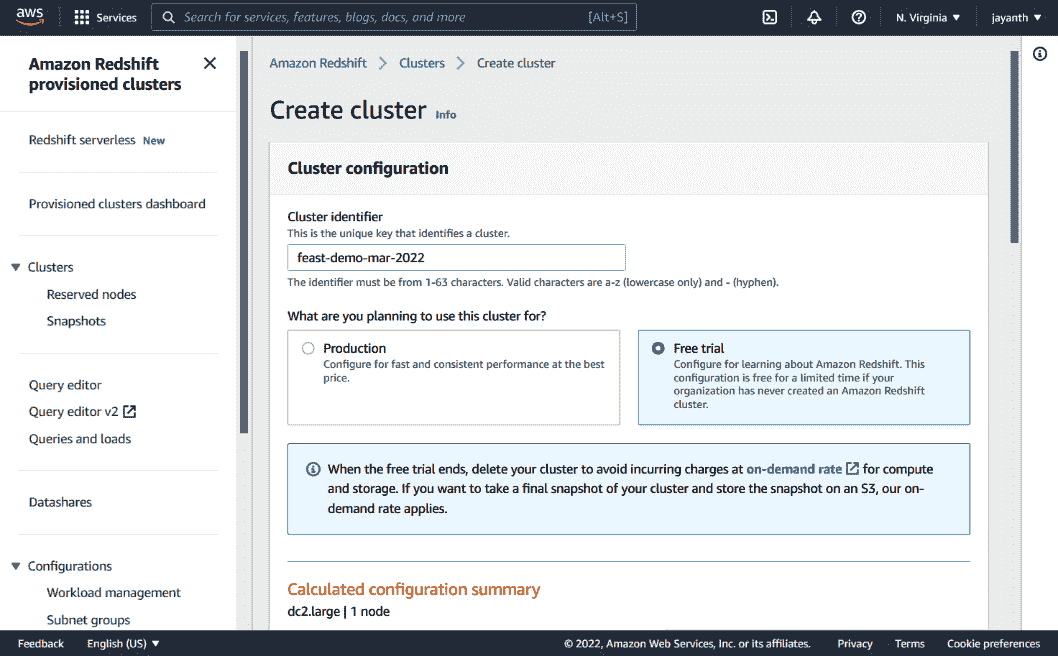 aws
Services
Search for services, features, blogs, docs, and more
[Alt+S]
N. Virginia
jayanth
Amazon Redshift
provisioned clusters
Redshift serverless New
Provisioned clusters dashboard
Clusters
Reserved nodes
Snapshots
Query editor
Query editor v2
Queries and loads
Datashares
Configurations
Workload management
Subnet groups
Amazon Redshift
Clusters
Create cluster
Create cluster Info
Cluster configuration
Cluster identifier
This is the unique key that identifies a cluster.
feast-demo-mar-2022
The identifier must be from 1-63 characters. Valid characters are a-z (lowercase only) and - (hyphen).
What are you planning to use this cluster for?
Production
Configure for fast and consistent performance at the best
price.
Free trial
Configure for learning about Amazon Redshift. This
configuration is free for a limited time if your
organization has never created an Amazon Redshift
cluster.
When the free trial ends, delete your cluster to avoid incurring charges at on-demand rate for compute
and storage. If you want to take a final snapshot of your cluster and store the snapshot on an S3, our on-
demand rate applies.
Calculated configuration summary
dc2.large | 1 node
Feedback
English (US)
© 2022, Amazon Web Services, Inc. or its affiliates.
Privacy
Terms
Cookie preferences